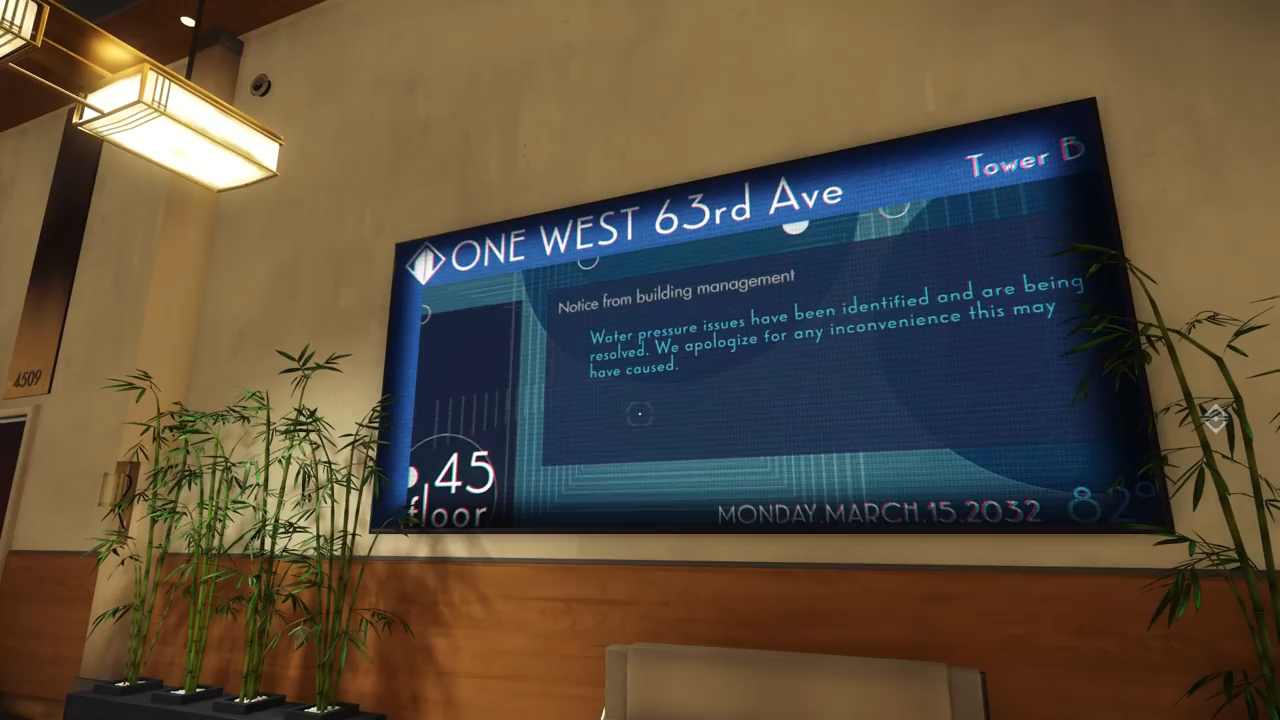 ONE WEST 63rd Ave
Tower B
Notice from building management
Water pressure issues have been identified and are being
resolved. We apologize for any inconvenience this may
have caused.
45
floor
MONDAY.MARCH.15.2032
82°
4509